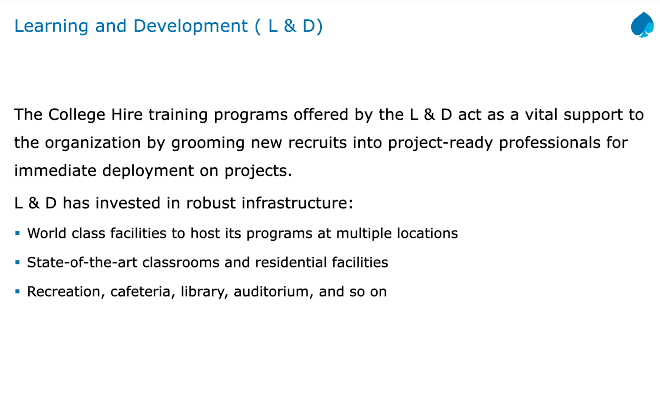 Learning and Development ( L & D)
The College Hire training programs offered by the L & D act as a vital support to
the organization by grooming new recruits into project-ready professionals for
immediate deployment on projects.
L & D has invested in robust infrastructure:
▪ World class facilities to host its programs at multiple locations
▪ State-of-the-art classrooms and residential facilities
▪ Recreation, cafeteria, library, auditorium, and so on